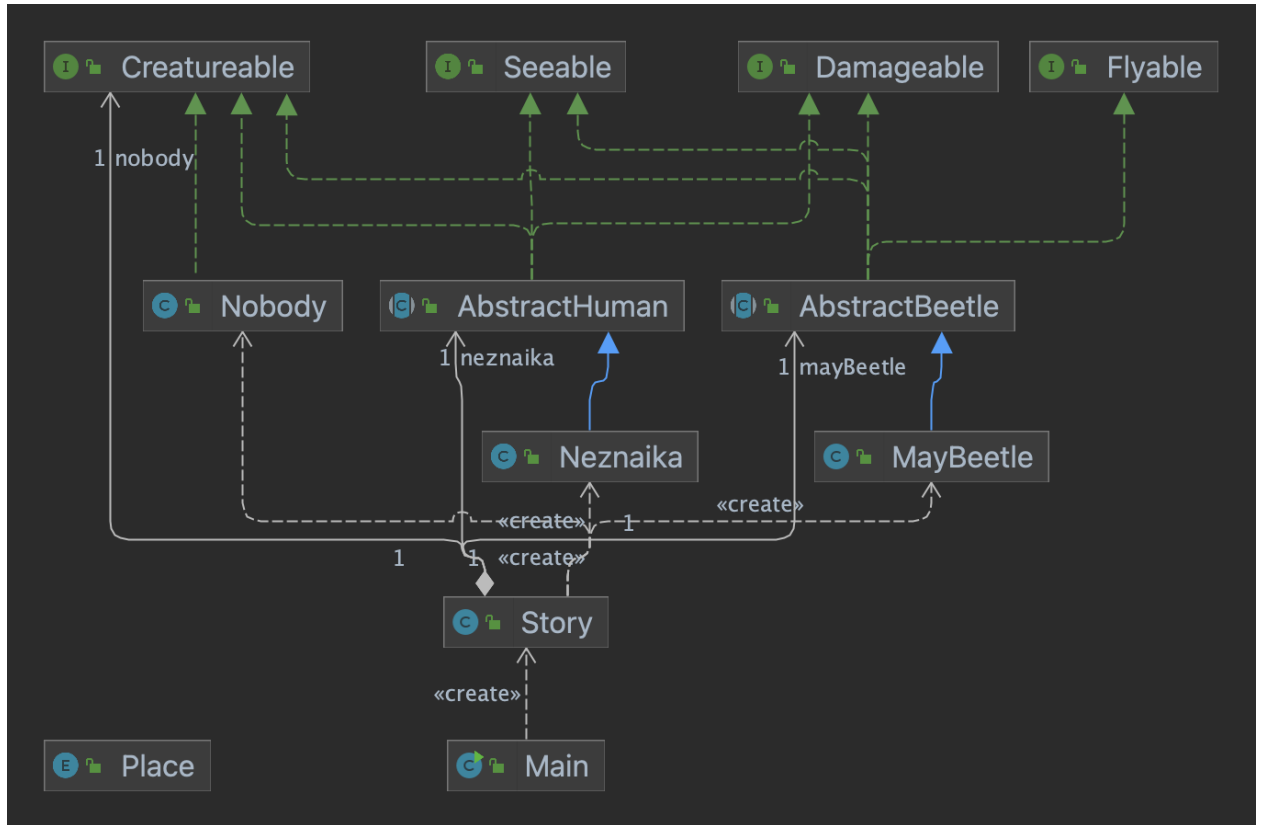 I Creatureable
I Seeable
I Damageable
I Flyable
1 nobody
C Nobody
C AbstractHuman
C AbstractBeetle
1 neznaika
1 mayBeetle
C Neznaika
C MayBeetle
«create»
«create»
1
1
1
«create»
C Story
«create»
E Place
C Main